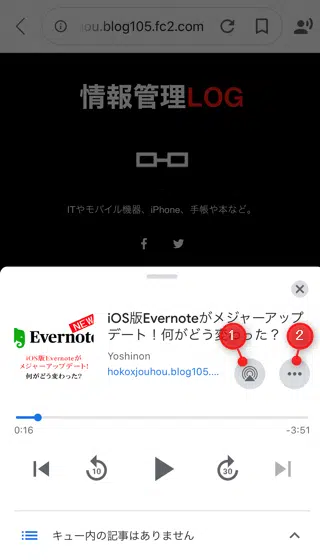 ou.blog105.fc2.com
情報管理LOG
ITやモバイル機器、iPhone、手帳や本など。
NEW
Evernote
iOS版Evernoteが
メジャーアップデート!
何がどう変わった?
iOS版Evernoteがメジャーアップ
デート！何がどう変わった？
1
2
Yoshinon
hokoxjouhou.blog105....
0:16
-3:51
10
30
キュー内の記事はありません